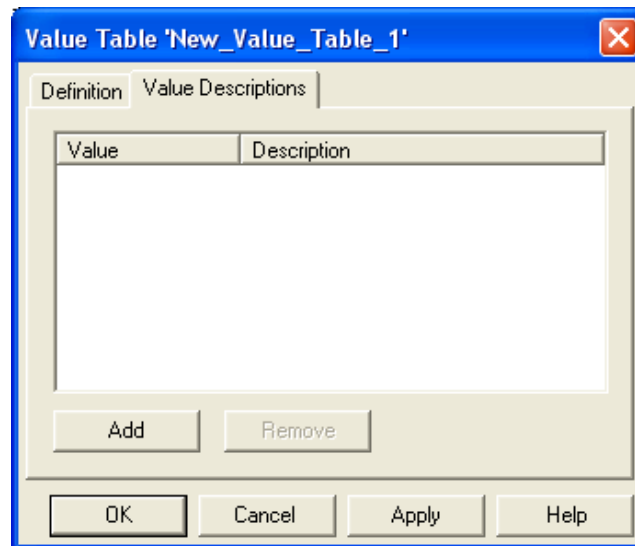 Value Table 'New_Value_Table_1'
Definition Value Descriptions
Value Description
Add Remove
OK Cancel Apply Help